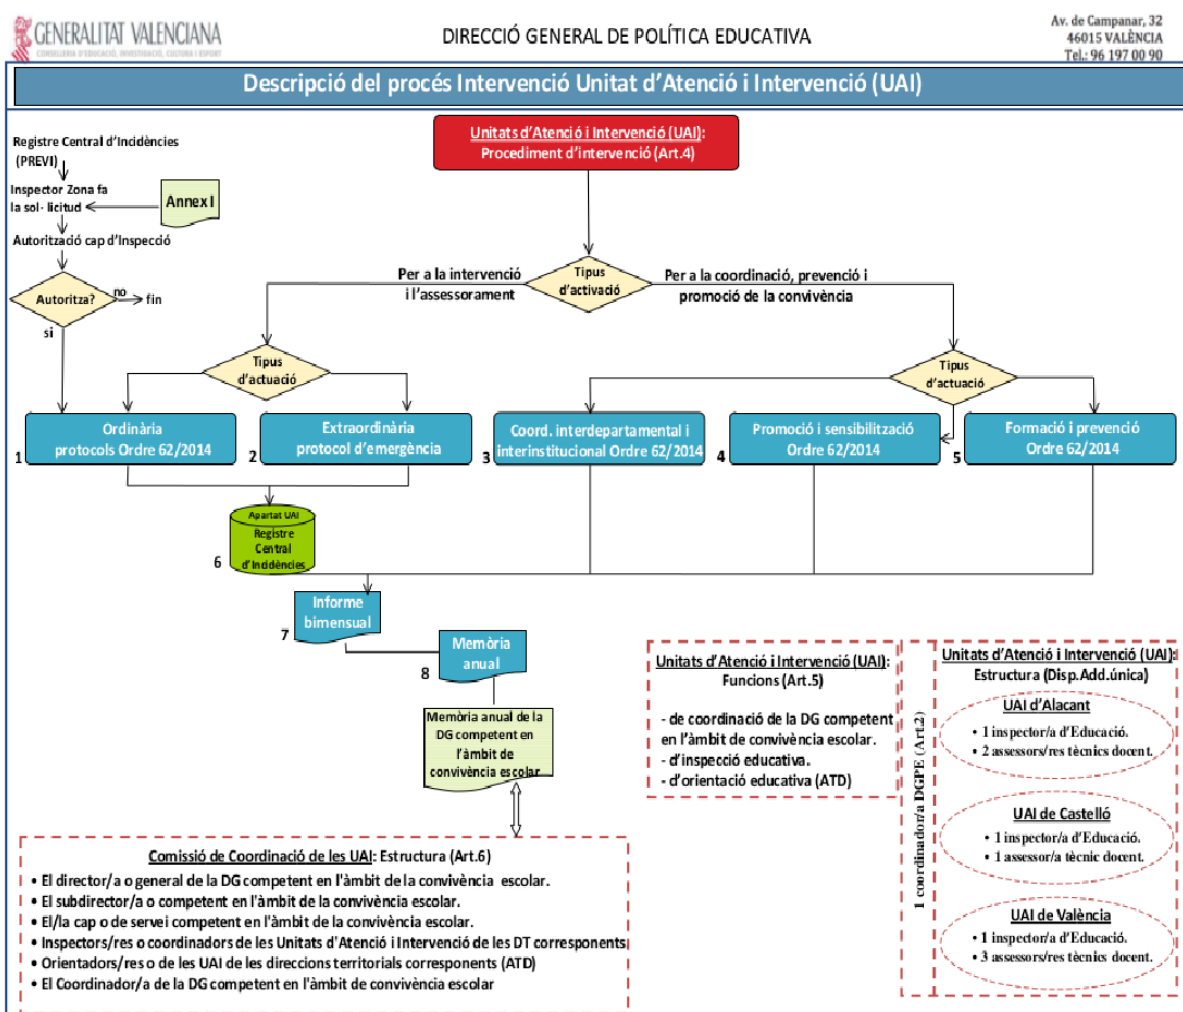 GENERALITAT VALENCIANA
CONSELLERIA D'EDUCACIÓ, INVESTIGACIÓ, CULTURA I ESPORT
DIRECCIÓ GENERAL DE POLÍTICA EDUCATIVA
Av. de Campanar, 32
46015 VALÈNCIA
Tel.: 96 197 00 90
Descripció del procés Intervenció Unitat d'Atenció i Intervenció (UAI)
Registre Central d'Incidències
(PREVI)
Inspector Zona fa
la sol·licitud
Annex I
Autorització cap d'Inspecció
Autoritza?
no
fin
si
Unitats d'Atenció i Intervenció (UAI):
Procediment d'intervenció (Art.4)
Tipus
d'activació
Per a la intervenció
i l'assessorament
Per a la coordinació, prevenció i
promoció de la convivència
Tipus
d'actuació
Tipus
d'actuació
1
Ordinària
protocols Ordre 62/2014
2
Extraordinària
protocol d'emergència
3
Coord. interdepartamental i
interinstitucional Ordre 62/2014
4
Promoció i sensibilització
Ordre 62/2014
5
Formació i prevenció
Ordre 62/2014
6
Apartat UAI
Registre
Central
d'Incidències
7
Informe
bimensual
8
Memòria
anual
Memòria anual de la
DG competent en
l'àmbit de
convivència escolar
Unitats d'Atenció i Intervenció (UAI):
Funcions (Art.5)
- de coordinació de la DG competent
en l'àmbit de convivència escolar.
- d'inspecció educativa.
- d'orientació educativa (ATD)
1 coordinador/a DGPE (Art.2)
Unitats d'Atenció i Intervenció (UAI):
Estructura (Disp.Add.única)
UAI d'Alacant
• 1 inspector/a d'Educació.
• 2 assessors/res tècnics docent.
UAI de Castelló
• 1 inspector/a d'Educació.
• 1 assessor/a tècnic docent.
UAI de València
• 1 inspector/a d'Educació.
• 3 assessors/res tècnics docent.
Comissió de Coordinació de les UAI: Estructura (Art.6)
• El director/a o general de la DG competent en l'àmbit de la convivència escolar.
• El subdirector/a o competent en l'àmbit de la convivència escolar.
• El/la cap o de servei competent en l'àmbit de la convivència escolar.
• Inspectors/res o coordinadors de les Unitats d'Atenció i Intervenció de les DT corresponents
• Orientadors/res o de les UAI de les direccions territorials corresponents (ATD)
• El Coordinador/a de la DG competent en l'àmbit de convivència escolar